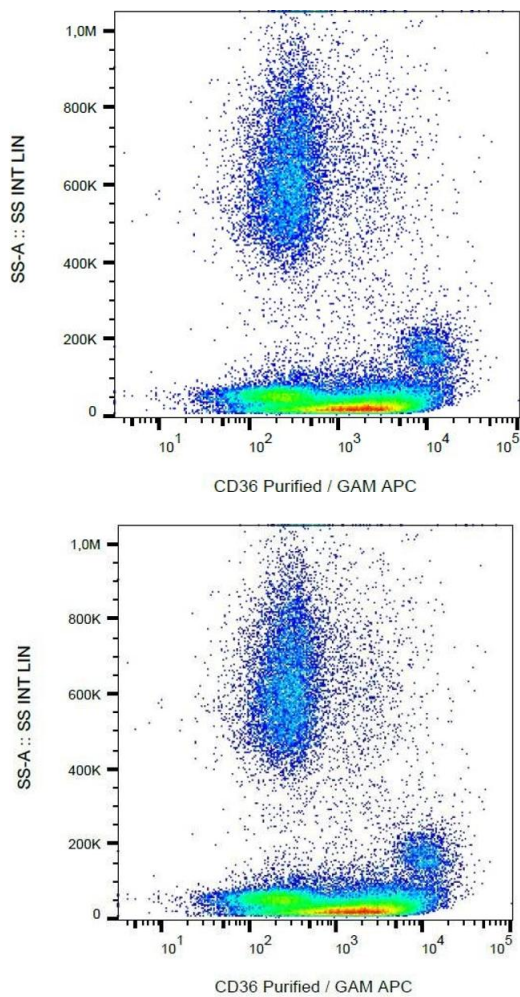 SS-A :: SS INT LIN
1,0M
800K
600K
400K
200K
0
10¹ 10² 10³ 10⁴ 10⁵
CD36 Purified / GAM APC
SS-A :: SS INT LIN
1,0M
800K
600K
400K
200K
0
10¹ 10² 10³ 10⁴ 10⁵
CD36 Purified / GAM APC